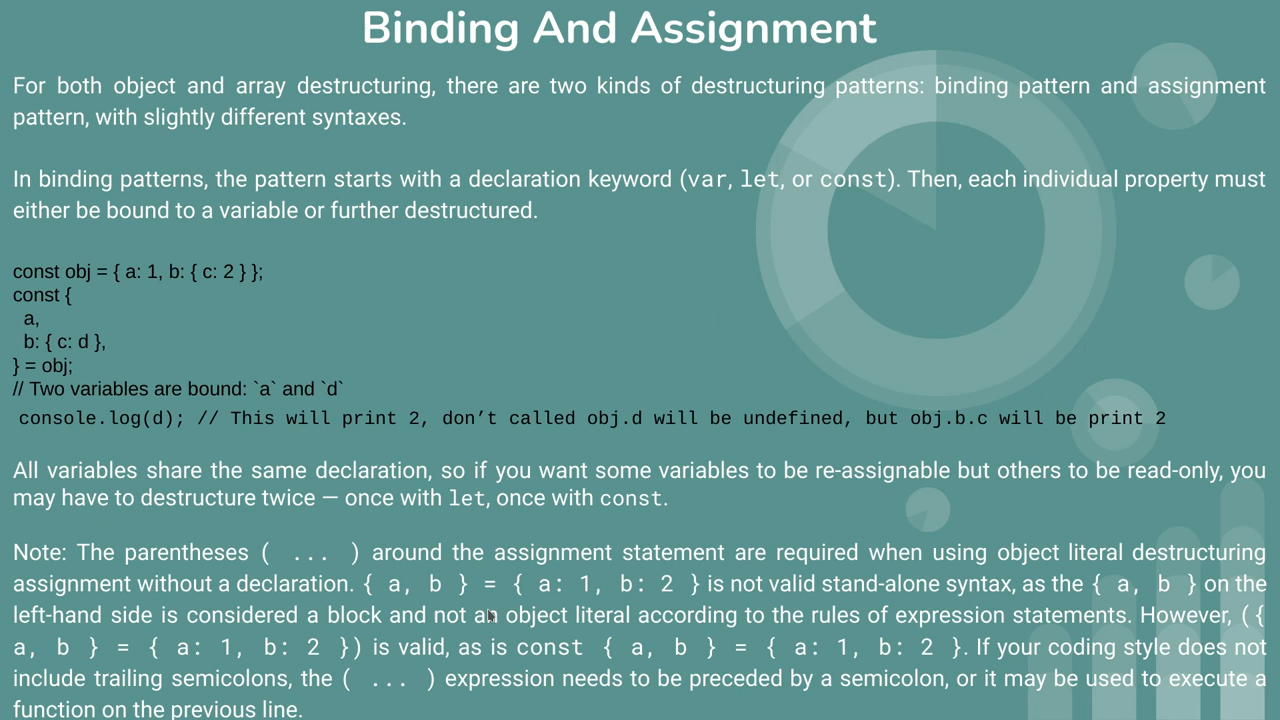 Binding And Assignment
For both object and array destructuring, there are two kinds of destructuring patterns: binding pattern and assignment
pattern, with slightly different syntaxes.
In binding patterns, the pattern starts with a declaration keyword (var, let, or const). Then, each individual property must
either be bound to a variable or further destructured.
const obj = { a: 1, b: { c: 2 } };
const {
  a,
  b: { c: d },
} = obj;
// Two variables are bound: `a` and `d`
console.log(d); // This will print 2, don’t called obj.d will be undefined, but obj.b.c will be print 2
All variables share the same declaration, so if you want some variables to be re-assignable but others to be read-only, you
may have to destructure twice — once with let, once with const.
Note: The parentheses ( ... ) around the assignment statement are required when using object literal destructuring
assignment without a declaration. { a, b } = { a: 1, b: 2 } is not valid stand-alone syntax, as the { a, b } on the
left-hand side is considered a block and not an object literal according to the rules of expression statements. However, ({
a, b } = { a: 1, b: 2 }) is valid, as is const { a, b } = { a: 1, b: 2 }. If your coding style does not
include trailing semicolons, the ( ... ) expression needs to be preceded by a semicolon, or it may be used to execute a
function on the previous line.